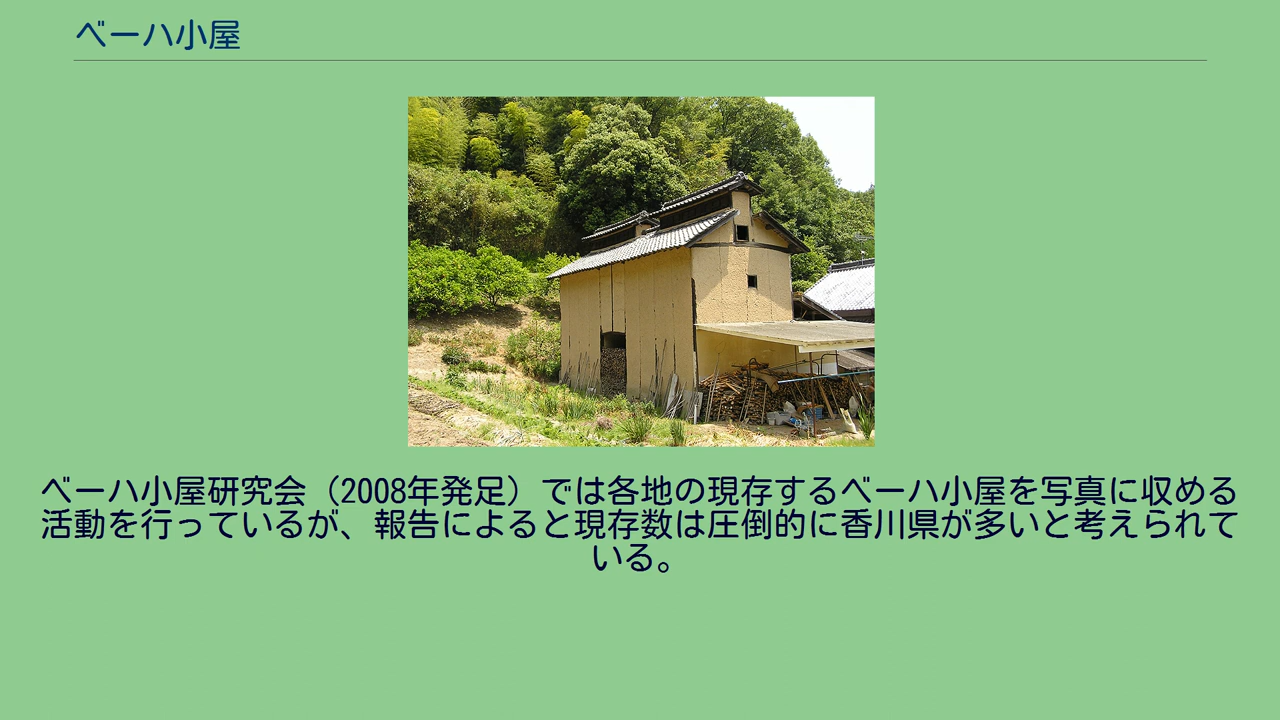 ベーハ小屋
ベーハ小屋研究会（2008年発足）では各地の現存するベーハ小屋を写真に収める
活動を行っているが、報告によると現存数は圧倒的に香川県が多いと考えられて
いる。